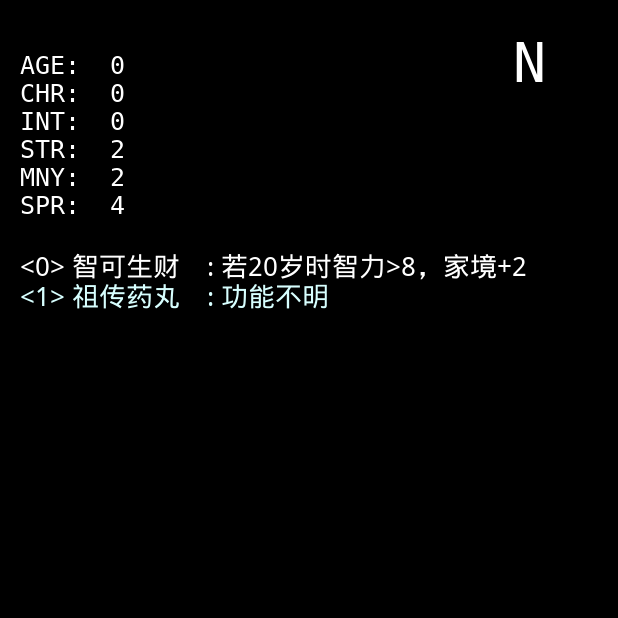 N
AGE: 0
CHR: 0
INT: 0
STR: 2
MNY: 2
SPR: 4
<0> 智可生财 : 若20岁时智力>8，家境+2
<1> 祖传药丸 : 功能不明